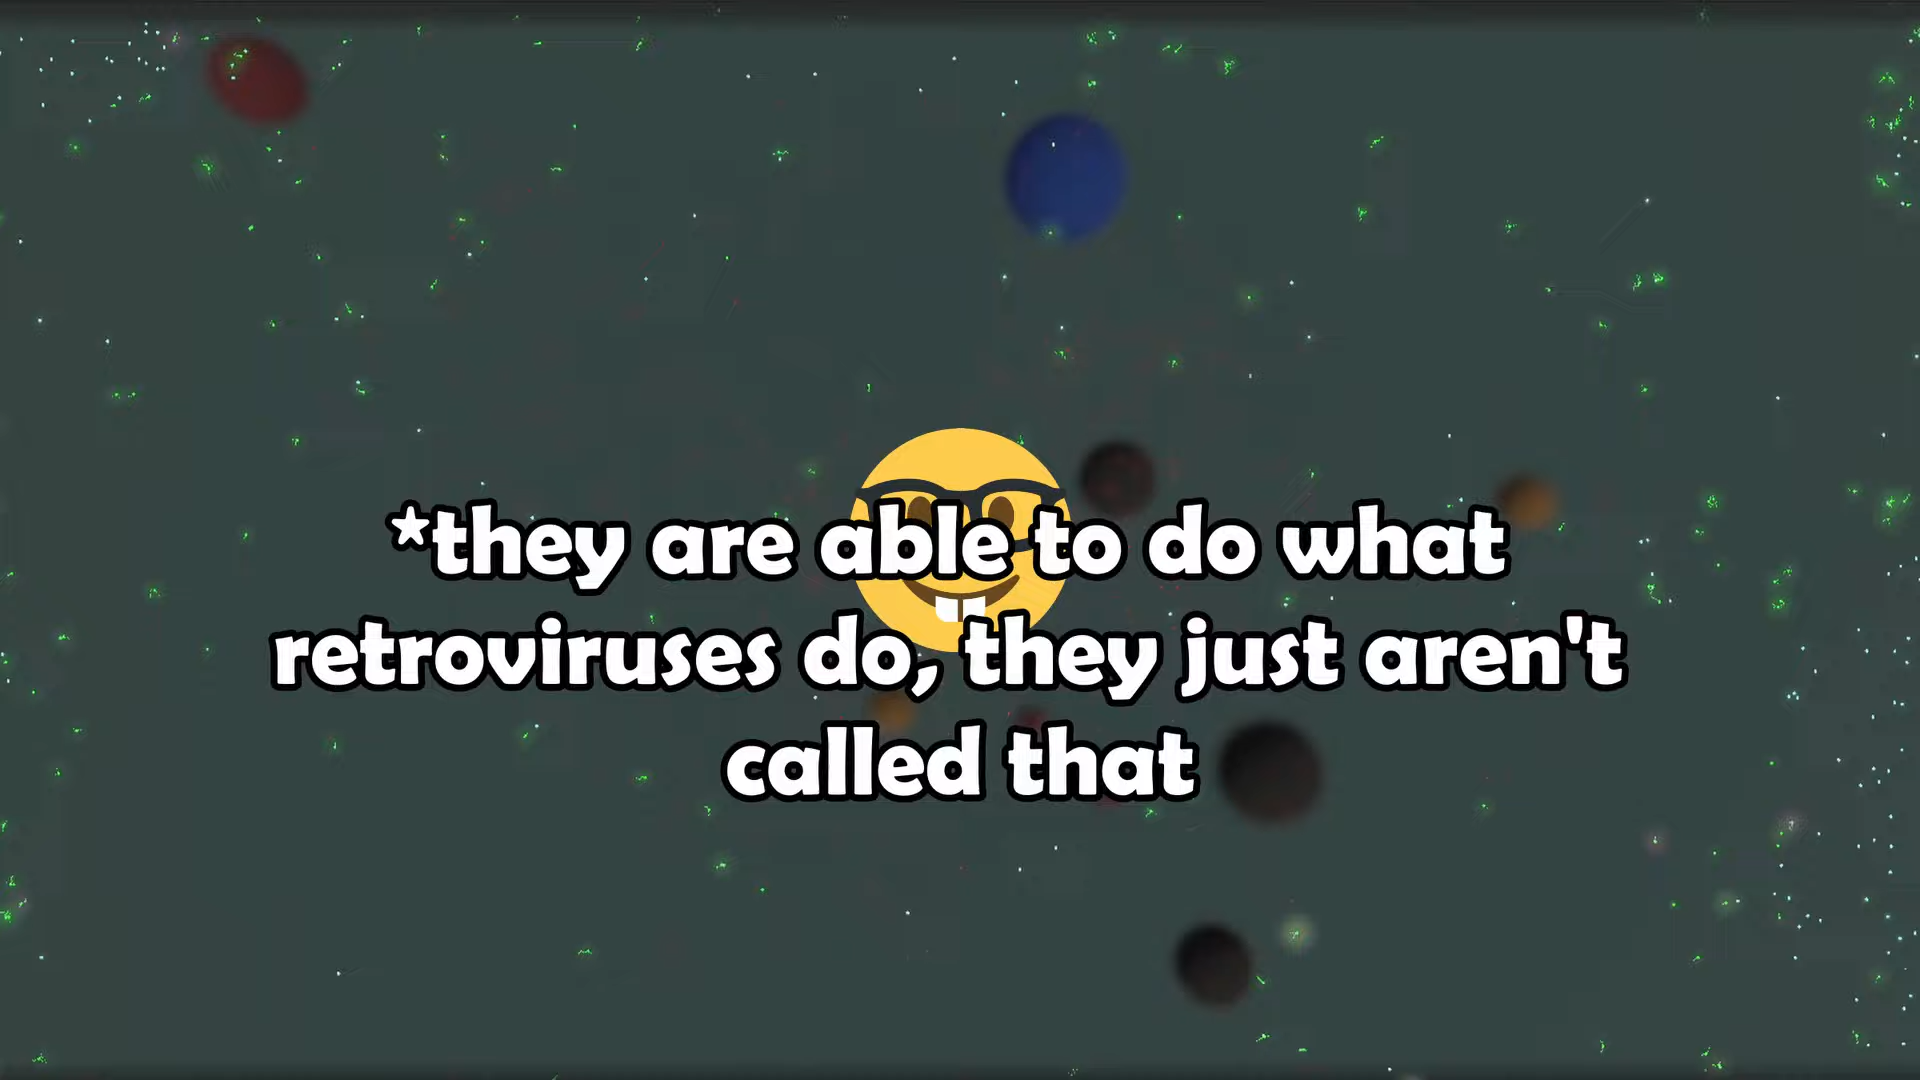 *they are able to do what
retroviruses do, they just aren't
called that